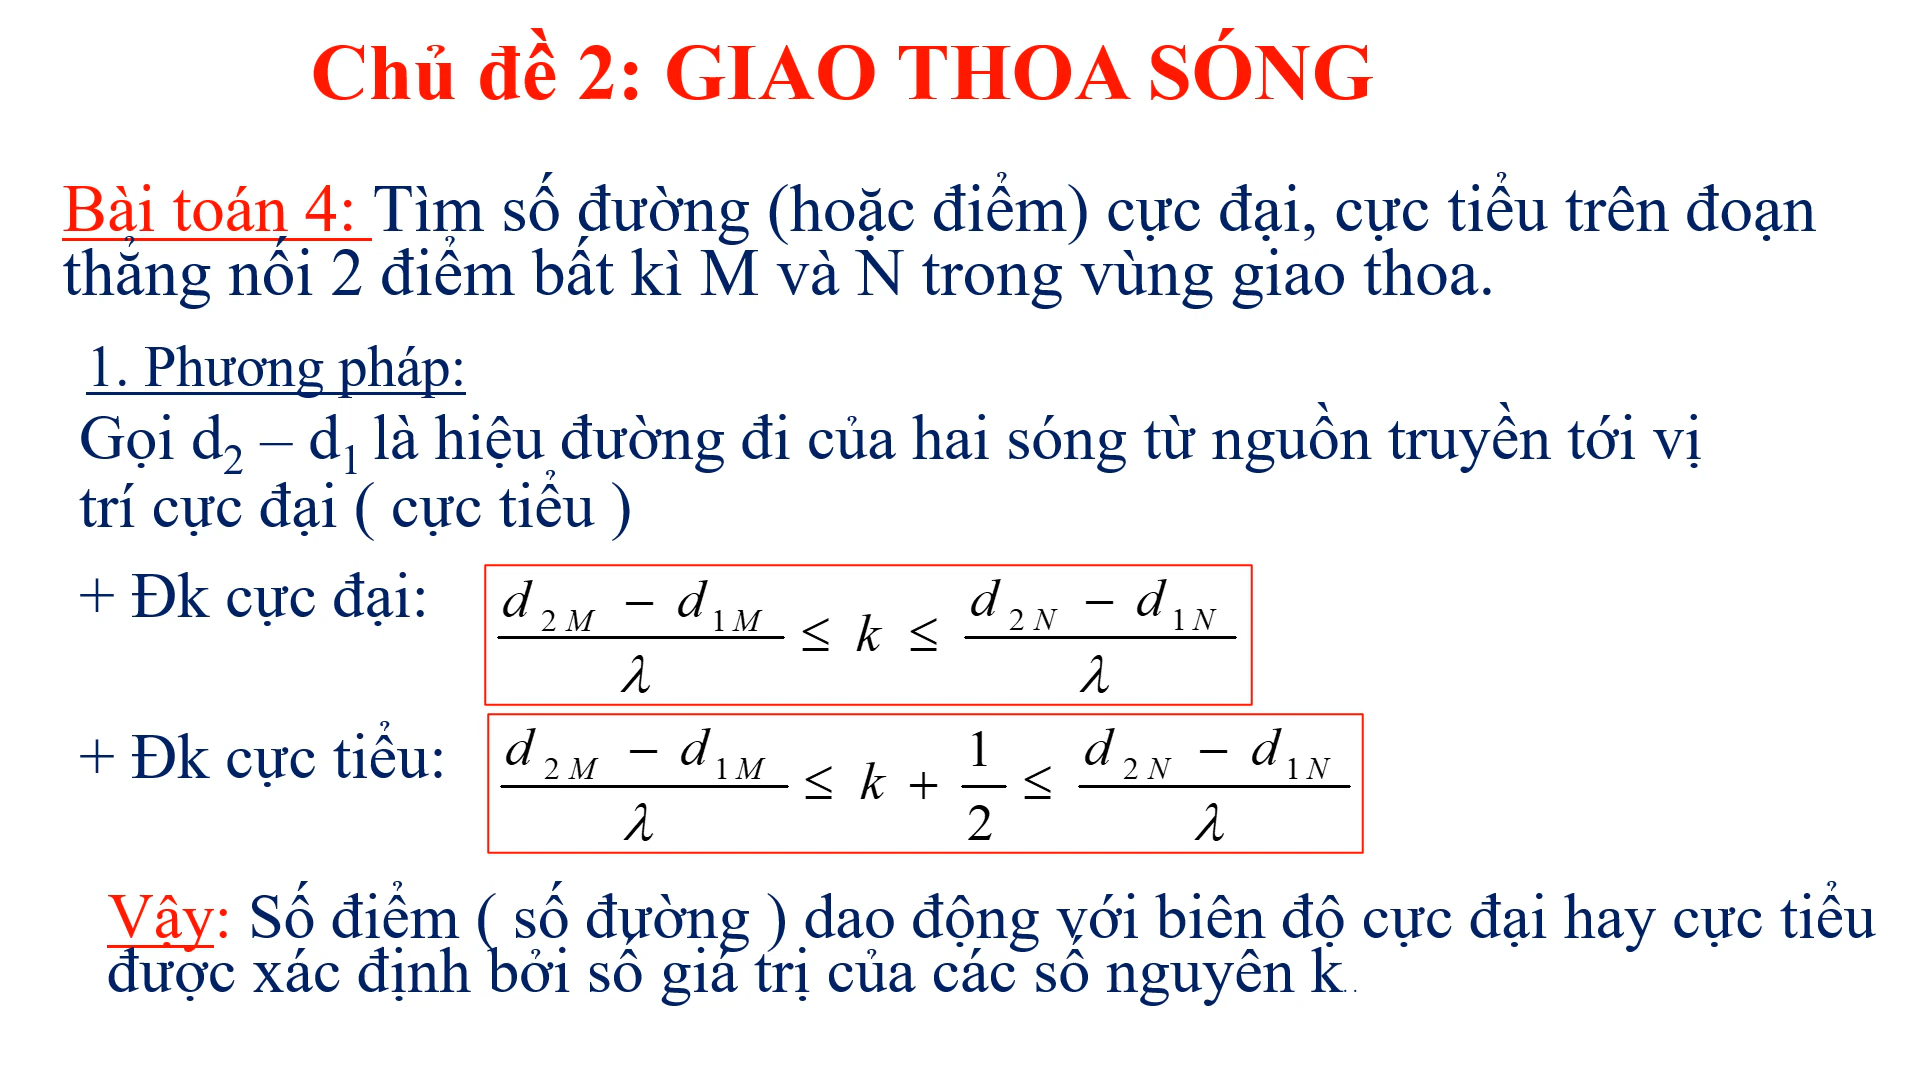 Chủ đề 2: GIAO THOA SÓNG
Bài toán 4: Tìm số đường (hoặc điểm) cực đại, cực tiểu trên đoạn
thẳng nối 2 điểm bất kì M và N trong vùng giao thoa.
1. Phương pháp:
Gọi d₂ – d₁ là hiệu đường đi của hai sóng từ nguồn truyền tới vị
trí cực đại ( cực tiểu )
+ Đk cực đại: (d₂M − d₁M)/λ ≤ k ≤ (d₂N − d₁N)/λ
+ Đk cực tiểu: (d₂M − d₁M)/λ ≤ k + 1/2 ≤ (d₂N − d₁N)/λ
Vậy: Số điểm ( số đường ) dao động với biên độ cực đại hay cực tiểu
được xác định bởi số giá trị của các số nguyên k..